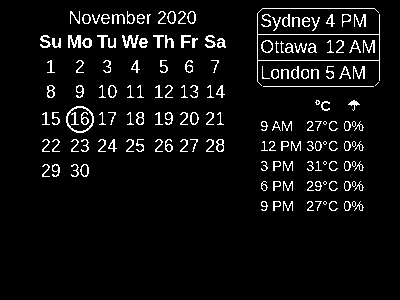 November 2020
Su Mo Tu We Th Fr Sa
1 2 3 4 5 6 7
8 9 10 11 12 13 14
15 16 17 18 19 20 21
22 23 24 25 26 27 28
29 30
Sydney 4 PM
Ottawa 12 AM
London 5 AM
°C ☂
9 AM 27°C 0%
12 PM 30°C 0%
3 PM 31°C 0%
6 PM 29°C 0%
9 PM 27°C 0%